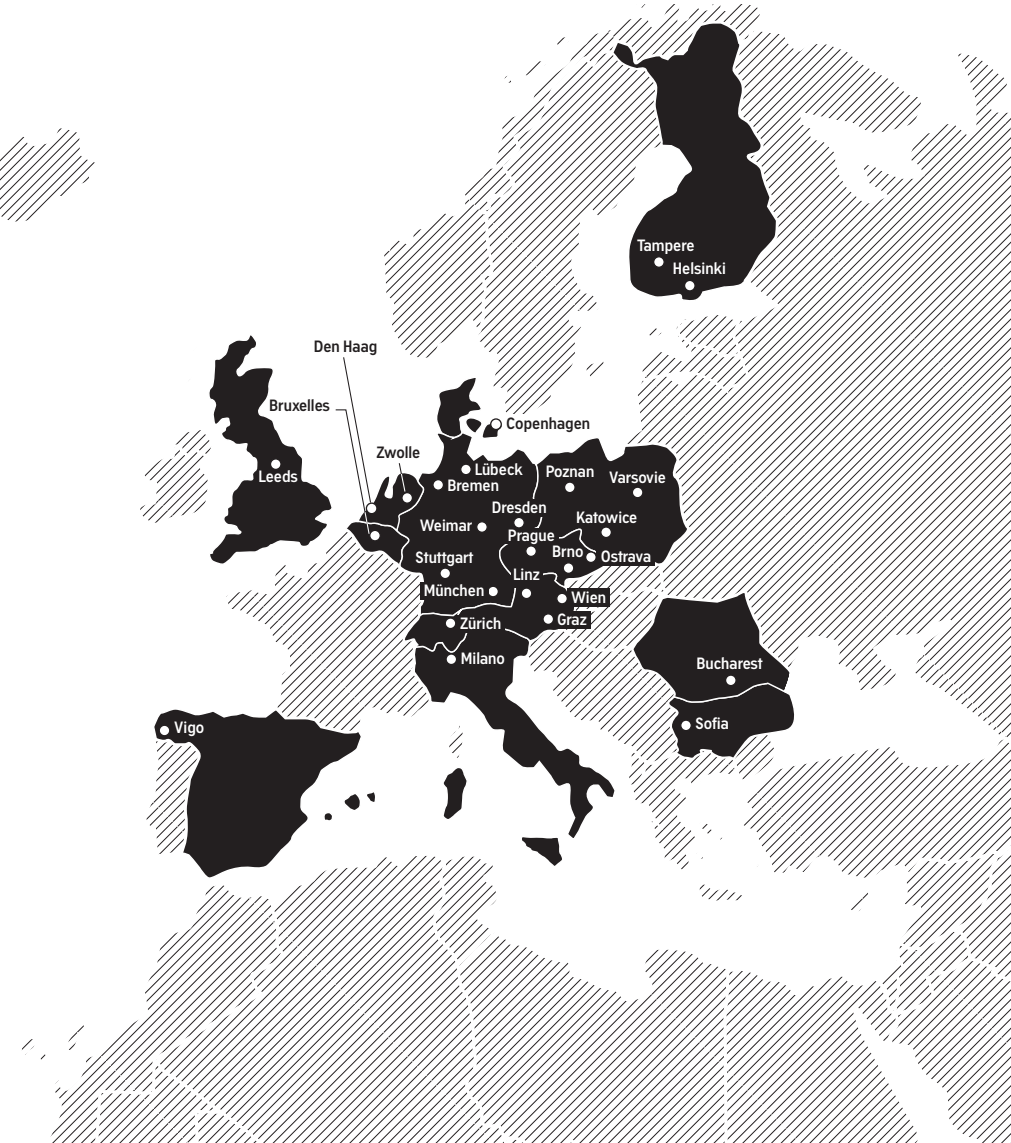 Tampere
Helsinki
Den Haag
Bruxelles
Copenhagen
Zwolle
Lübeck
Poznan
Varsovie
Leeds
Bremen
Dresden
Katowice
Weimar
Prague
Brno
Ostrava
Stuttgart
Linz
München
Wien
Graz
Zürich
Milano
Bucharest
Sofia
Vigo